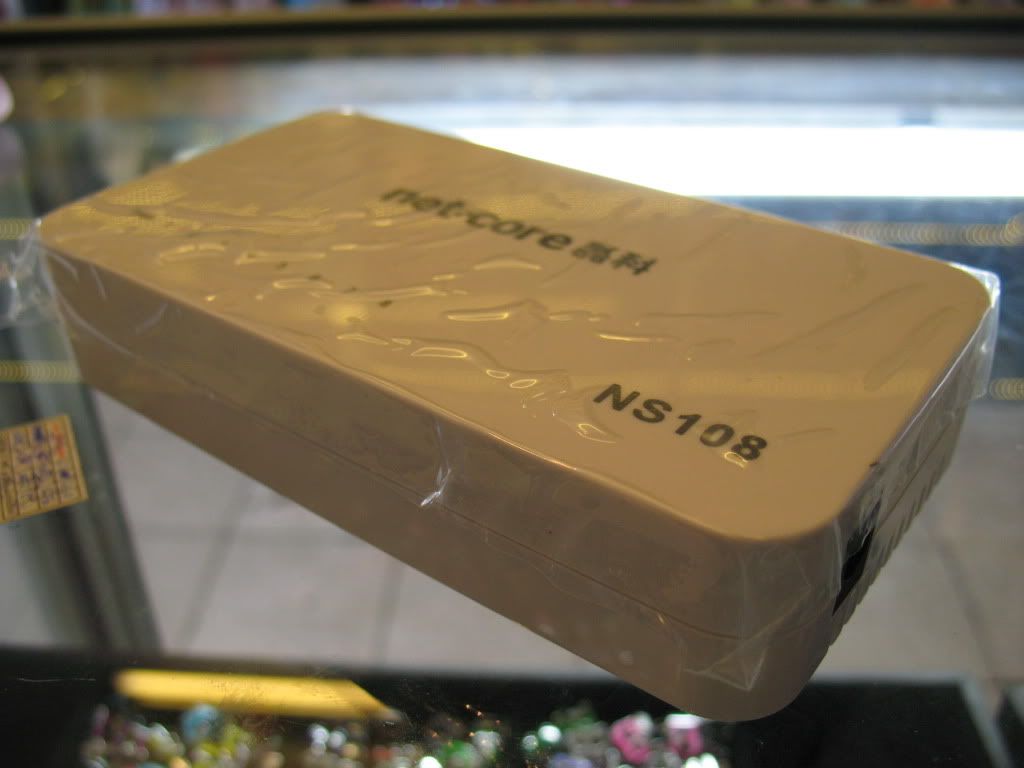 net·core 磊科
NS108